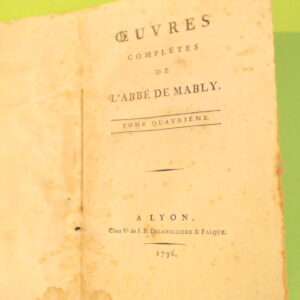 ŒUVRES
COMPLÈTES
DE
L'ABBÉ DE MABLY.
TOME QUATRIÈME.
A LYON,
Chez Vᵉ de J. B. DELAMOLLIERE & FALQUE.
1796.